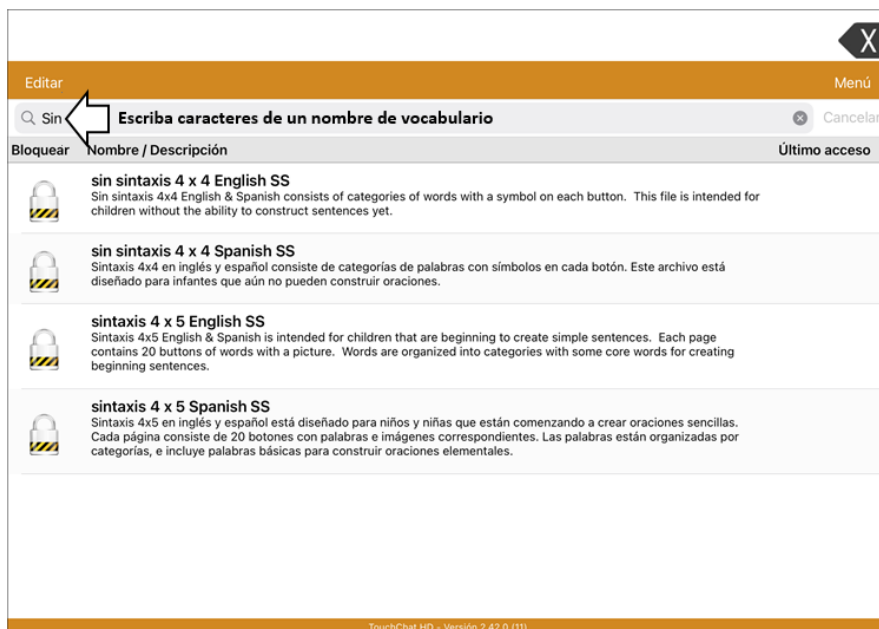 X
Editar Menú
Sin Escriba caracteres de un nombre de vocabulario Cancelar
Bloquear Nombre / Descripción Último acceso
sin sintaxis 4 x 4 English SS
Sin sintaxis 4x4 English & Spanish consists of categories of words with a symbol on each button. This file is intended for
children without the ability to construct sentences yet.
sin sintaxis 4 x 4 Spanish SS
Sintaxis 4x4 en inglés y español consiste de categorías de palabras con símbolos en cada botón. Este archivo está
diseñado para infantes que aún no pueden construir oraciones.
sintaxis 4 x 5 English SS
Sintaxis 4x5 English & Spanish is intended for children that are beginning to create simple sentences. Each page
contains 20 buttons of words with a picture. Words are organized into categories with some core words for creating
beginning sentences.
sintaxis 4 x 5 Spanish SS
Sintaxis 4x5 en inglés y español está diseñado para niños y niñas que están comenzando a crear oraciones sencillas.
Cada página consiste de 20 botones con palabras e imágenes correspondientes. Las palabras están organizadas por
categorías, e incluye palabras básicas para construir oraciones elementales.
TouchChat HD - Versión 2.42.0 (11)